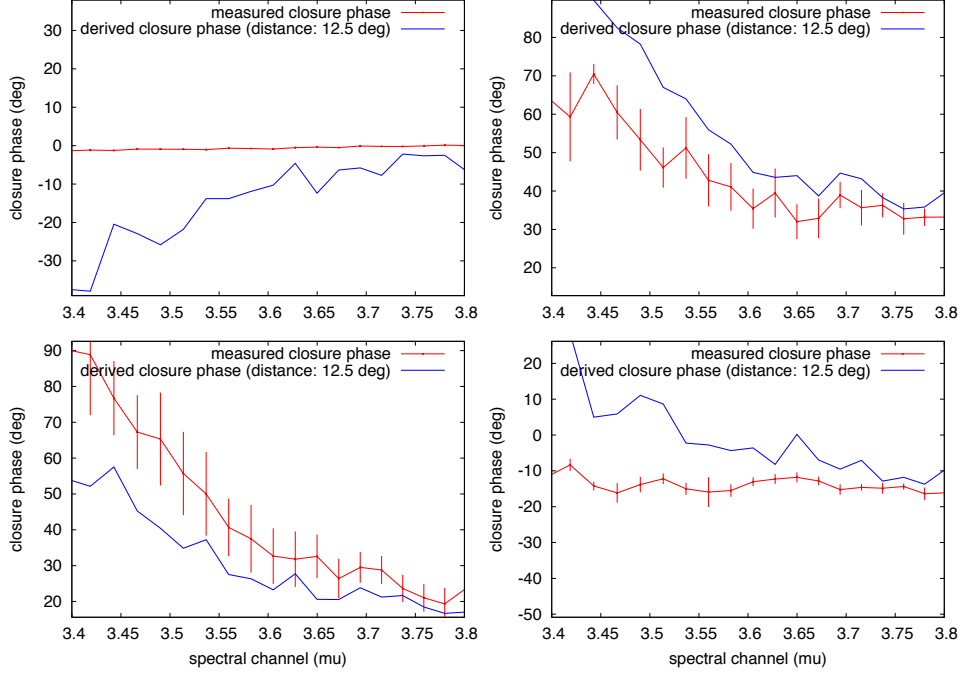 measured closure phase
derived closure phase (distance: 12.5 deg)
closure phase (deg)
30
20
10
0
-10
-20
-30
3.4 3.45 3.5 3.55 3.6 3.65 3.7 3.75 3.8
measured closure phase
derived closure phase (distance: 12.5 deg)
closure phase (deg)
80
70
60
50
40
30
20
3.4 3.45 3.5 3.55 3.6 3.65 3.7 3.75 3.8
measured closure phase
derived closure phase (distance: 12.5 deg)
closure phase (deg)
90
80
70
60
50
40
30
20
3.4 3.45 3.5 3.55 3.6 3.65 3.7 3.75 3.8
spectral channel (mu)
measured closure phase
derived closure phase (distance: 12.5 deg)
closure phase (deg)
20
10
0
-10
-20
-30
-40
-50
3.4 3.45 3.5 3.55 3.6 3.65 3.7 3.75 3.8
spectral channel (mu)